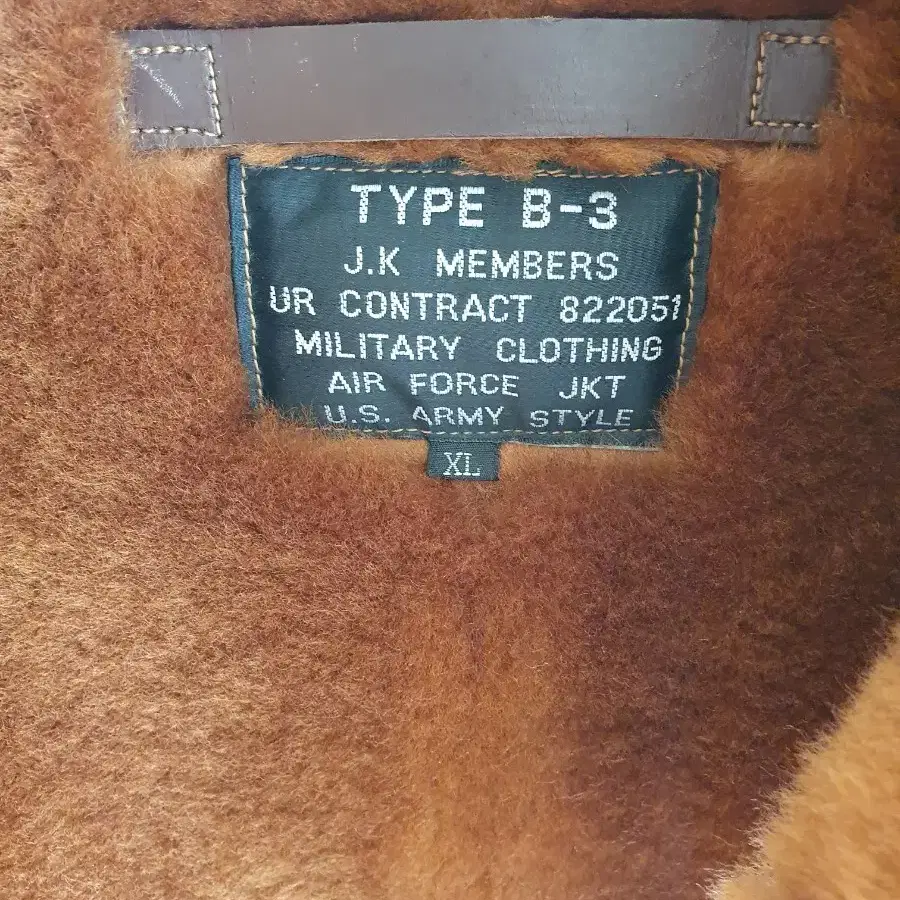 TYPE B-3
J.K MEMBERS
UR CONTRACT 822051
MILITARY CLOTHING
AIR FORCE JKT
U.S. ARMY STYLE
XL